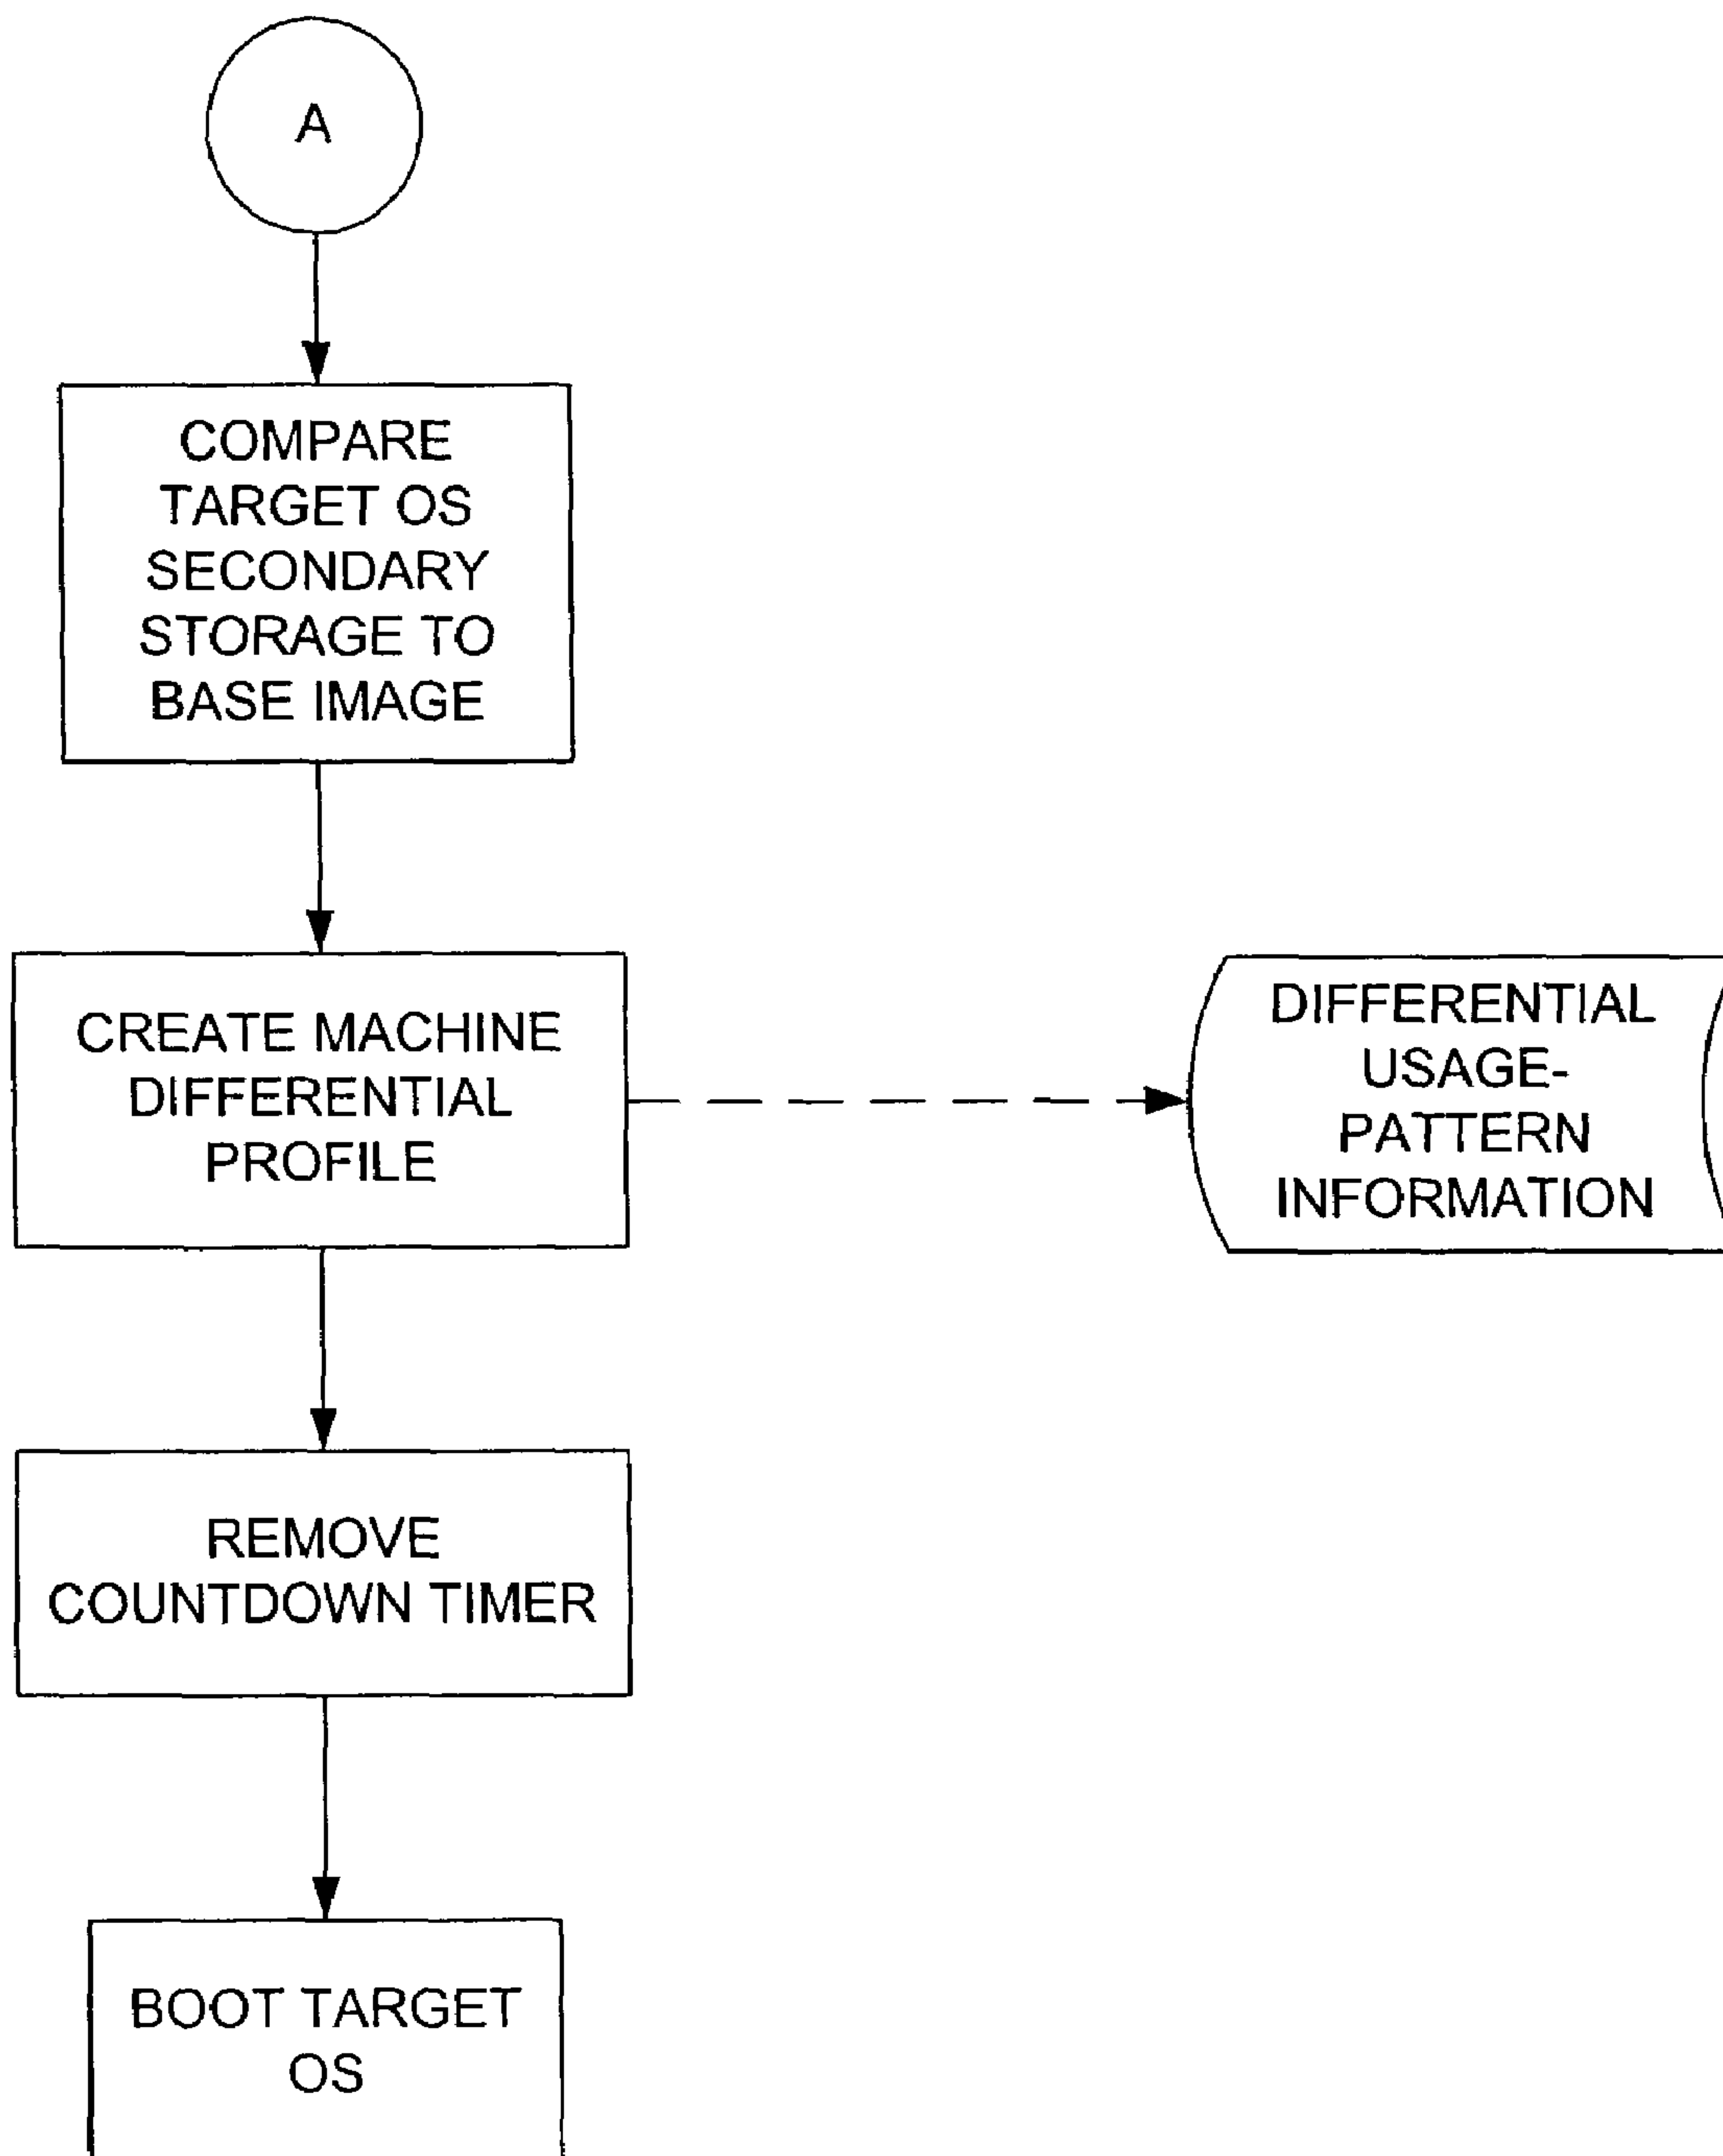 A
COMPARE
TARGET OS
SECONDARY
STORAGE TO
BASE IMAGE
CREATE MACHINE
DIFFERENTIAL
PROFILE
DIFFERENTIAL
USAGE-
PATTERN
INFORMATION
REMOVE
COUNTDOWN TIMER
BOOT TARGET
OS